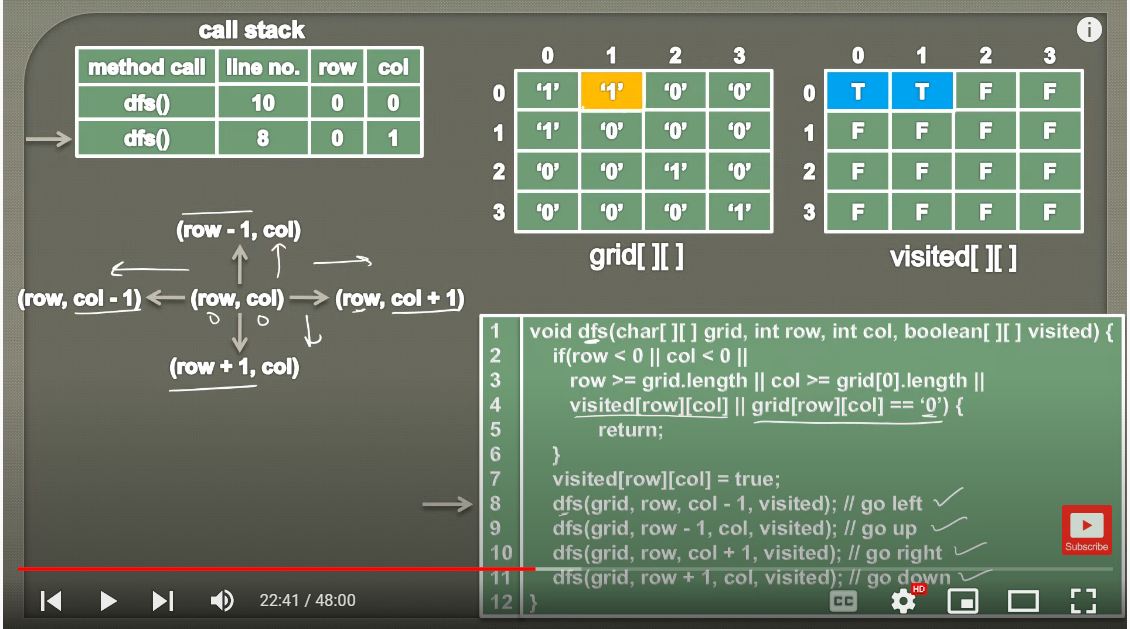 call stack
method call line no. row col
dfs() 10 0 0
dfs() 8 0 1
0 1 2 3
0 '1' '1' '0' '0'
1 '1' '0' '0' '0'
2 '0' '0' '1' '0'
3 '0' '0' '0' '1'
grid[ ][ ]
0 1 2 3
0 T T F F
1 F F F F
2 F F F F
3 F F F F
visited[ ][ ]
i
(row - 1, col)
(row, col - 1) (row, col) (row, col + 1)
0 0
(row + 1, col)
1 void dfs(char[ ][ ] grid, int row, int col, boolean[ ][ ] visited) {
2 if(row < 0 || col < 0 ||
3 row >= grid.length || col >= grid[0].length ||
4 visited[row][col] || grid[row][col] == ‘0’) {
5 return;
6 }
7 visited[row][col] = true;
8 dfs(grid, row, col - 1, visited); // go left
9 dfs(grid, row - 1, col, visited); // go up
10 dfs(grid, row, col + 1, visited); // go right
11 dfs(grid, row + 1, col, visited); // go down
12 }
Subscribe
22:41 / 48:00
CC
HD